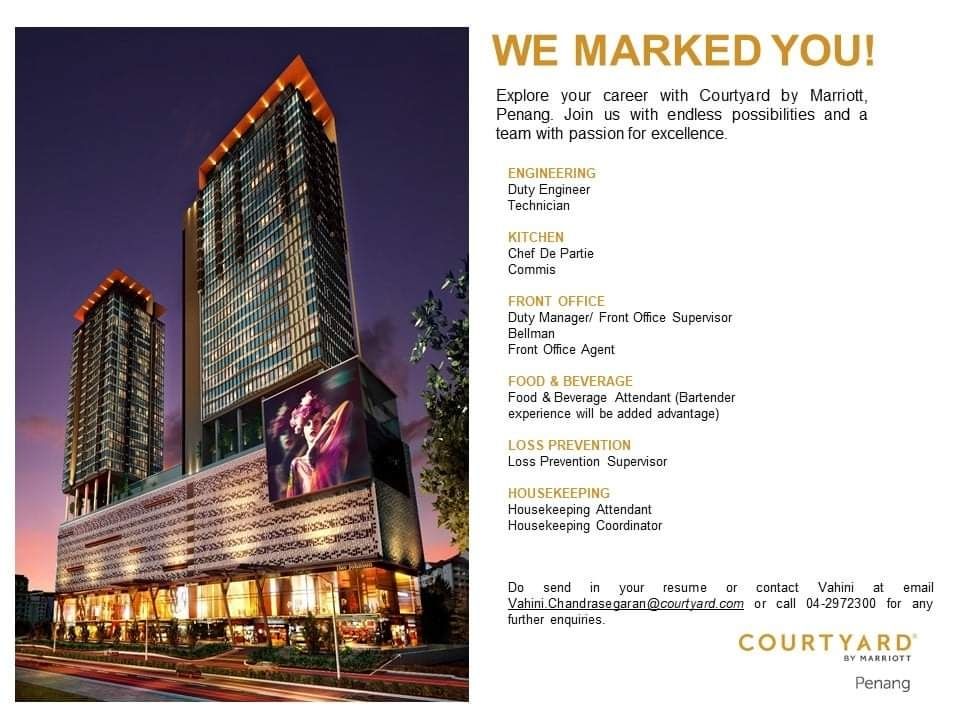 WE MARKED YOU!
Explore your career with Courtyard by Marriott,
Penang. Join us with endless possibilities and a
team with passion for excellence.
ENGINEERING
Duty Engineer
Technician
KITCHEN
Chef De Partie
Commis
FRONT OFFICE
Duty Manager/ Front Office Supervisor
Bellman
Front Office Agent
FOOD & BEVERAGE
Food & Beverage Attendant (Bartender
experience will be added advantage)
LOSS PREVENTION
Loss Prevention Supervisor
HOUSEKEEPING
Housekeeping Attendant
Housekeeping Coordinator
Do send in your resume or contact Vahini at email
Vahini.Chandrasegaran@courtyard.com or call 04-2972300 for any
further enquiries.
COURTYARD®
BY MARRIOTT
Penang